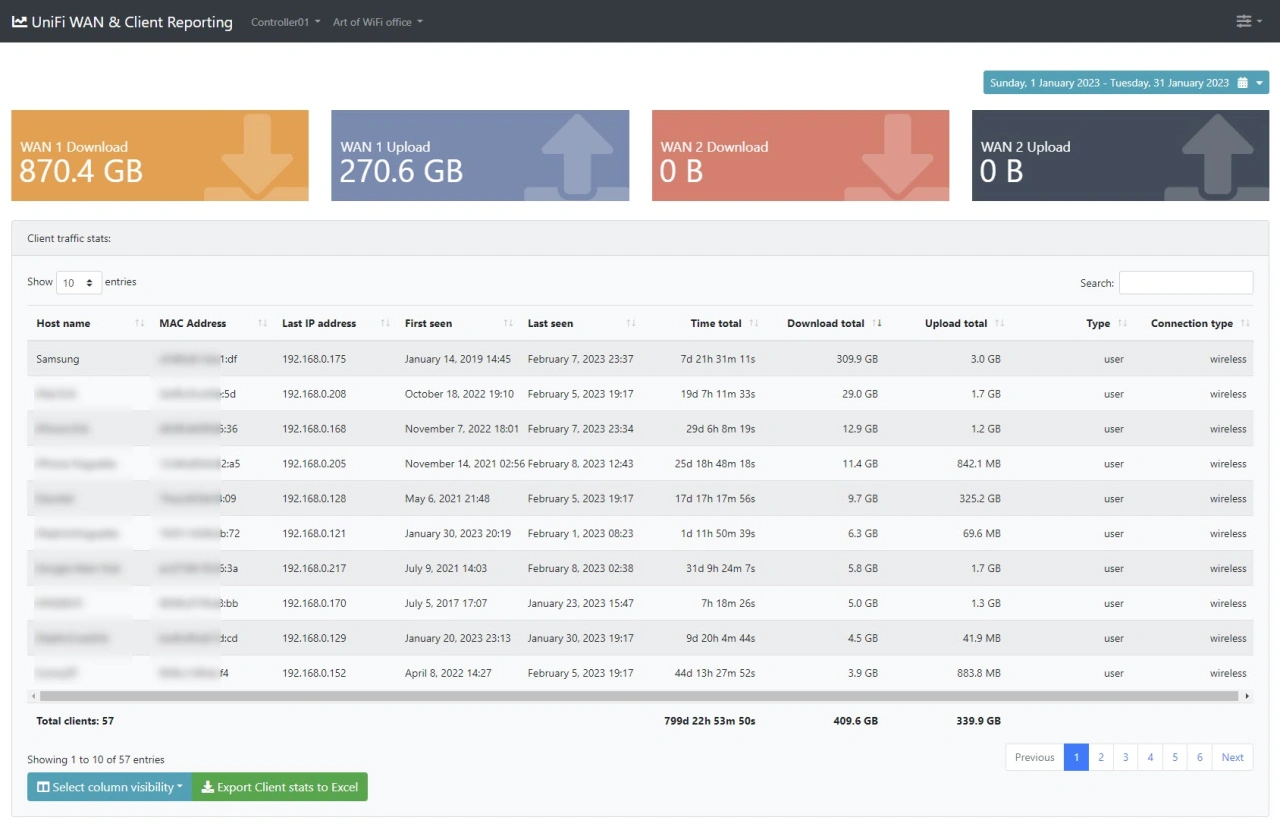 UniFi WAN & Client Reporting Controller01 Art of WiFi office
Sunday, 1 January 2023 - Tuesday, 31 January 2023
WAN 1 Download WAN 1 Upload WAN 2 Download WAN 2 Upload
870.4 GB 270.6 GB 0 B 0 B
Client traffic stats:
Show 10 entries Search:
Host name MAC Address Last IP address First seen Last seen Time total Download total Upload total Type Connection type
Samsung 1:df 192.168.0.175 January 14, 2019 14:45 February 7, 2023 23:37 7d 21h 31m 11s 309.9 GB 3.0 GB user wireless
:5d 192.168.0.208 October 18, 2022 19:10 February 5, 2023 19:17 19d 7h 11m 33s 29.0 GB 1.7 GB user wireless
:36 192.168.0.168 November 7, 2022 18:01 February 7, 2023 23:34 29d 6h 8m 19s 12.9 GB 1.2 GB user wireless
2:a5 192.168.0.205 November 14, 2021 02:56 February 8, 2023 12:43 25d 18h 48m 18s 11.4 GB 842.1 MB user wireless
:09 192.168.0.128 May 6, 2021 21:48 February 5, 2023 19:17 17d 17h 17m 56s 9.7 GB 325.2 GB user wireless
b:72 192.168.0.121 January 30, 2023 20:19 February 1, 2023 08:23 1d 11h 50m 39s 6.3 GB 69.6 MB user wireless
:3a 192.168.0.217 July 9, 2021 14:03 February 8, 2023 02:38 31d 9h 24m 7s 5.8 GB 1.7 GB user wireless
:bb 192.168.0.170 July 5, 2017 17:07 January 23, 2023 15:47 7h 18m 26s 5.0 GB 1.3 GB user wireless
:cd 192.168.0.129 January 20, 2023 23:13 January 30, 2023 19:17 9d 20h 4m 44s 4.5 GB 41.9 MB user wireless
f4 192.168.0.152 April 8, 2022 14:27 February 5, 2023 19:17 44d 13h 27m 52s 3.9 GB 883.8 MB user wireless
Total clients: 57 799d 22h 53m 50s 409.6 GB 339.9 GB
Showing 1 to 10 of 57 entries Previous 1 2 3 4 5 6 Next
Select column visibility Export Client stats to Excel